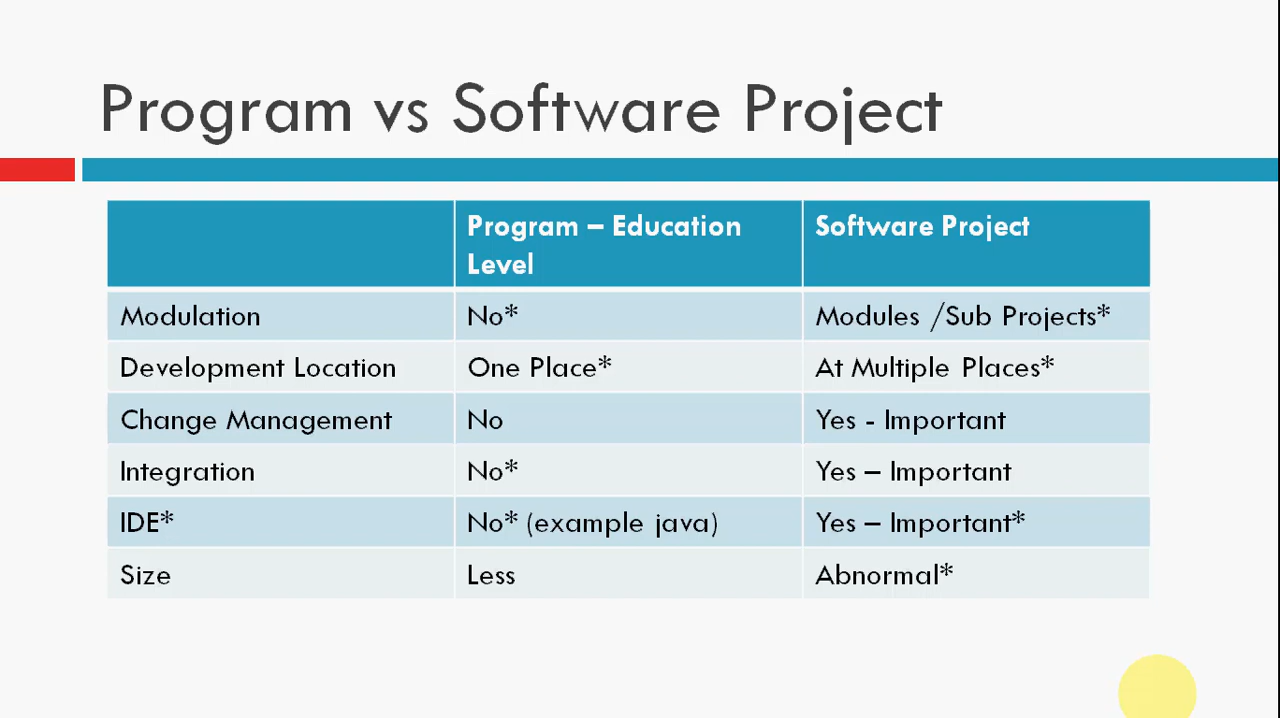 Program vs Software Project
Program – Education Level Software Project
Modulation No* Modules /Sub Projects*
Development Location One Place* At Multiple Places*
Change Management No Yes - Important
Integration No* Yes – Important
IDE* No* (example java) Yes – Important*
Size Less Abnormal*